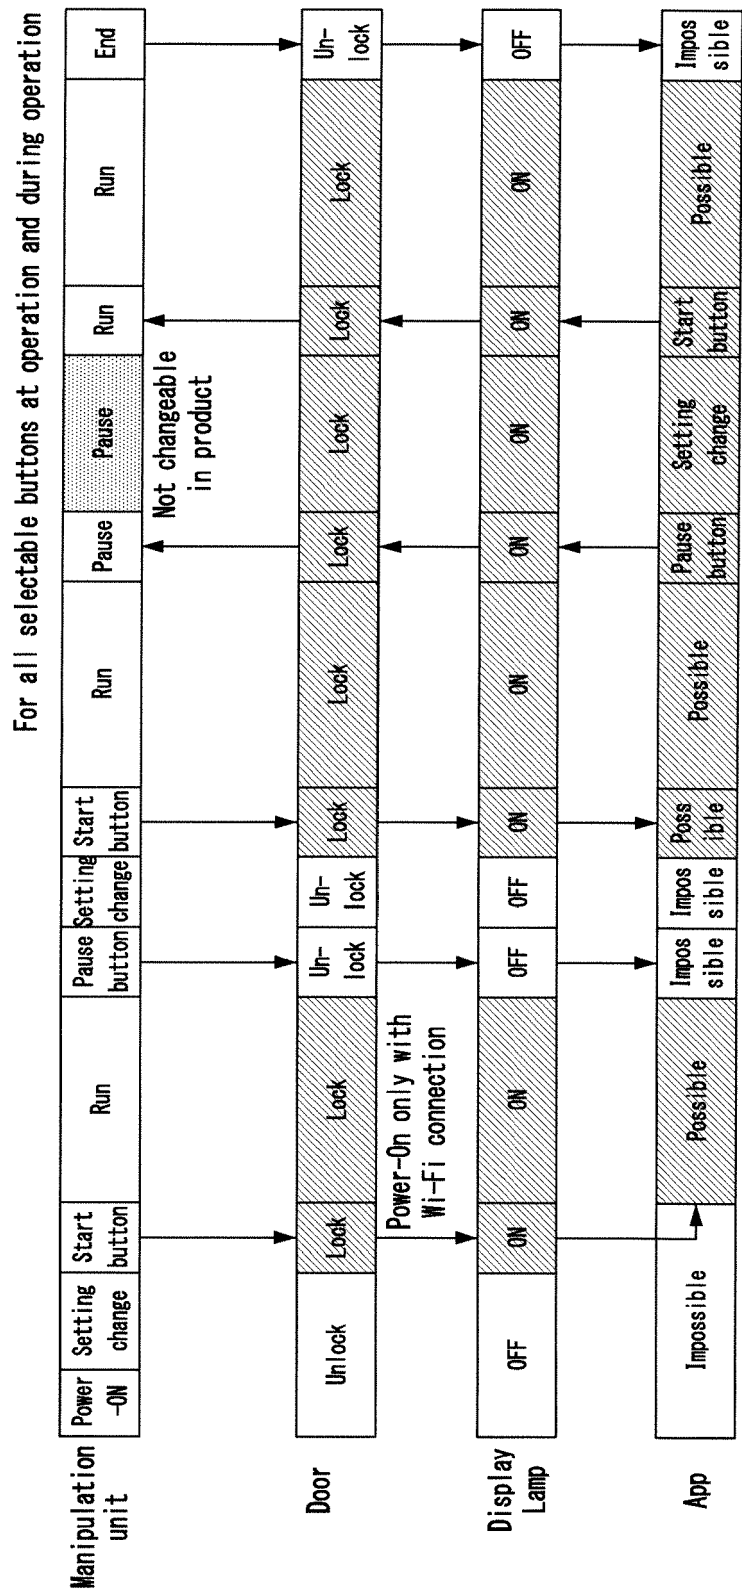 For all selectable buttons at operation and during operation
Manipulation
unit
Power
-ON
Setting
change
Start
button
Run
Pause
button
Setting
change
Start
button
Run
Pause
Pause
Run
Run
End
Not changeable
in product
Door
Unlock
Lock
Lock
Un-
lock
Un-
lock
Lock
Lock
Lock
Lock
Lock
Lock
Un-
lock
Power-On only with
Wi-Fi connection
Display
Lamp
OFF
ON
ON
OFF
OFF
ON
ON
ON
ON
ON
ON
OFF
App
Impossible
Possible
Impos
sible
Impos
sible
Poss
ible
Possible
Pause
button
Setting
change
Start
button
Possible
Impos
sible